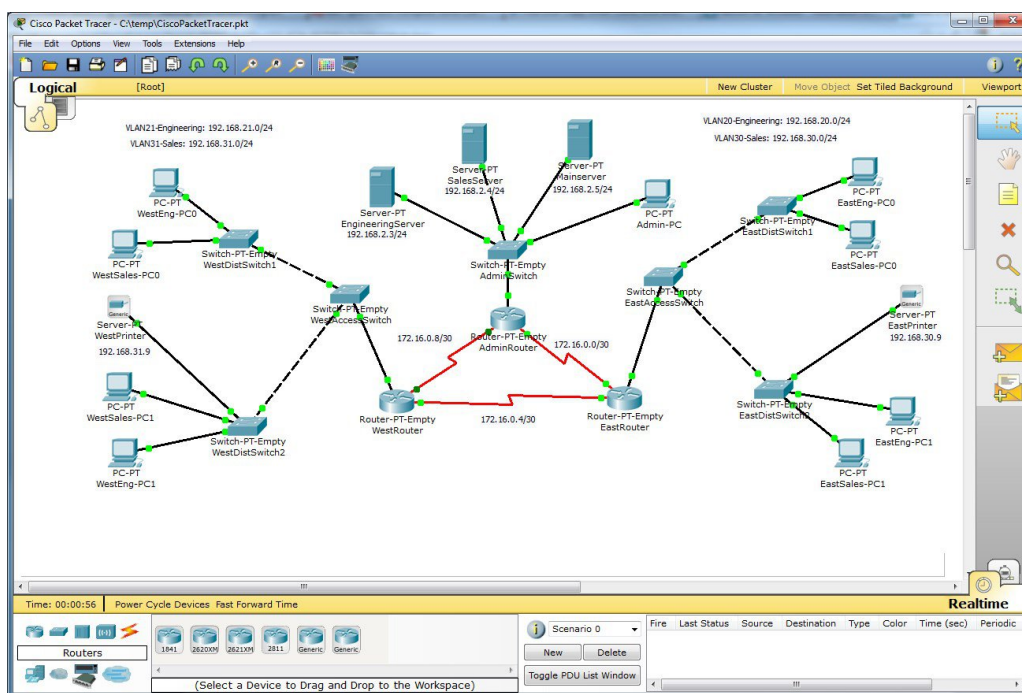 Cisco Packet Tracer - C:\temp\CiscoPacketTracer.pkt
File Edit Options View Tools Extensions Help
Logical [Root] New Cluster Move Object Set Tiled Background Viewport
VLAN21-Engineering: 192.168.21.0/24
VLAN31-Sales: 192.168.31.0/24
VLAN20-Engineering: 192.168.20.0/24
VLAN30-Sales: 192.168.30.0/24
PC-PT
WestEng-PC0
PC-PT
WestSales-PC0
Switch-PT-Empty
WestDistSwitch1
Server-PT
EngineeringServer
192.168.2.3/24
Server-PT
SalesServer
192.168.2.4/24
Server-PT
Mainserver
192.168.2.5/24
PC-PT
Admin-PC
Switch-PT-Empty
AdminSwitch
Switch-PT-Empty
EastDistSwitch1
PC-PT
EastEng-PC0
PC-PT
EastSales-PC0
Switch-PT-Empty
WestAccessSwitch
Switch-PT-Empty
EastAccessSwitch
Generic
Server-PT
WestPrinter
192.168.31.9
Generic
Server-PT
EastPrinter
192.168.30.9
Router-PT-Empty
AdminRouter
172.16.0.8/30
172.16.0.0/30
172.16.0.4/30
Router-PT-Empty
WestRouter
Router-PT-Empty
EastRouter
PC-PT
WestSales-PC1
Switch-PT-Empty
WestDistSwitch2
PC-PT
WestEng-PC1
Switch-PT-Empty
PC-PT
EastEng-PC1
PC-PT
EastSales-PC1
Time: 00:00:56 Power Cycle Devices Fast Forward Time Realtime
Routers
1841 2620XM 2621XM 2811 Generic Generic
(Select a Device to Drag and Drop to the Workspace)
Scenario 0
New Delete
Toggle PDU List Window
Fire Last Status Source Destination Type Color Time (sec) Periodic